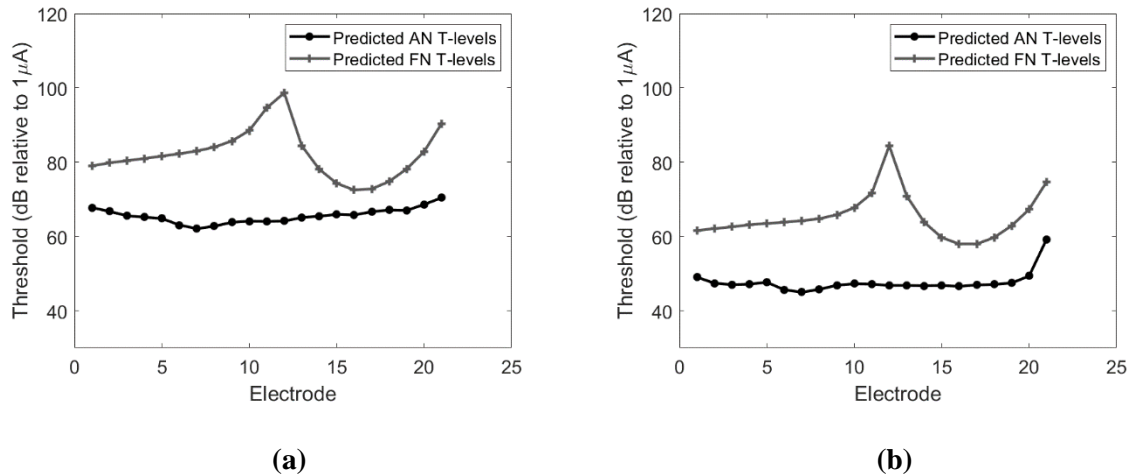 120
100
80
60
40
Threshold (dB relative to 1μA)
Predicted AN T-levels
Predicted FN T-levels
0 5 10 15 20 25
Electrode
(a)
120
100
80
60
40
Threshold (dB relative to 1μA)
Predicted AN T-levels
Predicted FN T-levels
0 5 10 15 20 25
Electrode
(b)